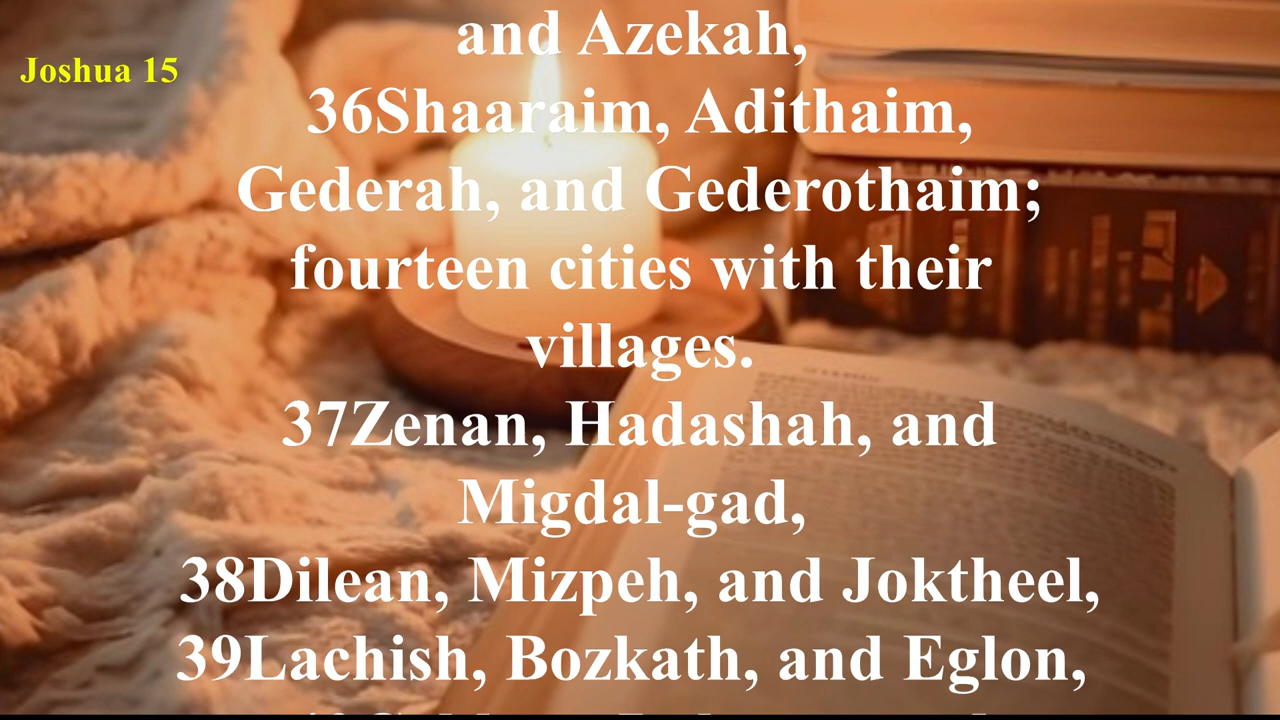 Joshua 15
and Azekah,
36Shaaraim, Adithaim,
Gederah, and Gederothaim;
fourteen cities with their
villages.
37Zenan, Hadashah, and
Migdal-gad,
38Dilean, Mizpeh, and Joktheel,
39Lachish, Bozkath, and Eglon,